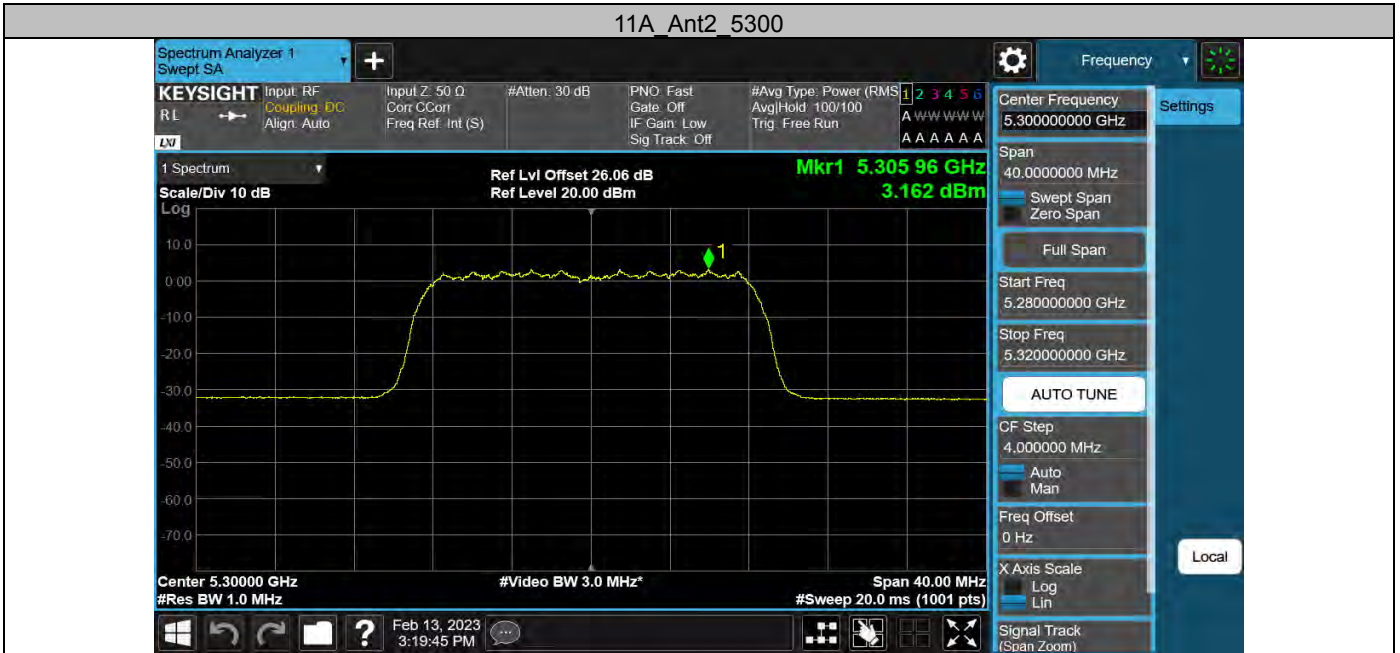 11A_Ant2_5300
Spectrum Analyzer 1
Swept SA
+
Frequency
KEYSIGHT
RL
LXI
Input: RF
Coupling: DC
Align: Auto
Input Z: 50 Ω
Corr CCorr
Freq Ref: Int (S)
#Atten: 30 dB
PNO: Fast
Gate: Off
IF Gain: Low
Sig Track: Off
#Avg Type: Power (RMS
Avg|Hold: 100/100
Trig: Free Run
1 2 3 4 5 6
A W W W W W
A A A A A A
Center Frequency
5.300000000 GHz
Settings
Span
40.0000000 MHz
Swept Span
Zero Span
Full Span
Start Freq
5.280000000 GHz
Stop Freq
5.320000000 GHz
AUTO TUNE
CF Step
4.000000 MHz
Auto
Man
Freq Offset
0 Hz
X Axis Scale
Log
Lin
Signal Track
(Span Zoom)
Local
1 Spectrum
Scale/Div 10 dB
Log
Ref Lvl Offset 26.06 dB
Ref Level 20.00 dBm
Mkr1 5.305 96 GHz
3.162 dBm
1
10.0
0.00
-10.0
-20.0
-30.0
-40.0
-50.0
-60.0
-70.0
Center 5.30000 GHz
#Res BW 1.0 MHz
#Video BW 3.0 MHz*
Span 40.00 MHz
#Sweep 20.0 ms (1001 pts)
?
Feb 13, 2023
3:19:45 PM